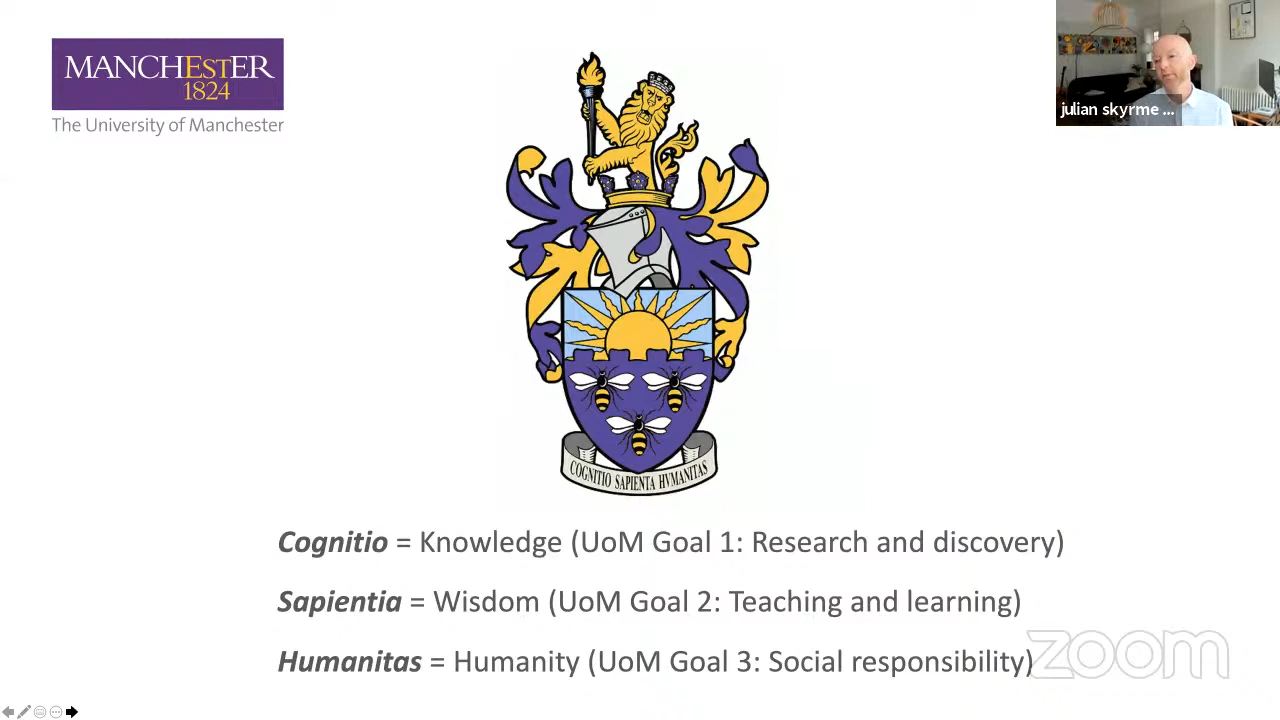 MANCHEsTER
1824
The University of Manchester
julian skyrme ...
COGNITIO SAPIENTA HVMANITAS
Cognitio = Knowledge (UoM Goal 1: Research and discovery)
Sapientia = Wisdom (UoM Goal 2: Teaching and learning)
Humanitas = Humanity (UoM Goal 3: Social responsibility)
zoom